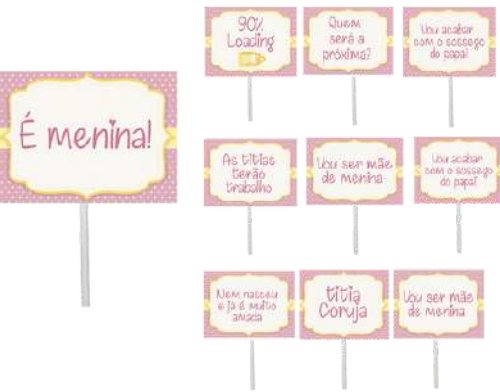 É menina!
90%
Loading
Quem
será a
próxima?
Vou acabar
com o sossego
do papai
As titias
terão
trabalho
Vou ser mãe
de menina
Vou acabar
com o sossego
do papai
Nem nasceu
e já é muito
amada
titia
Coruja
Vou ser mãe
de menina